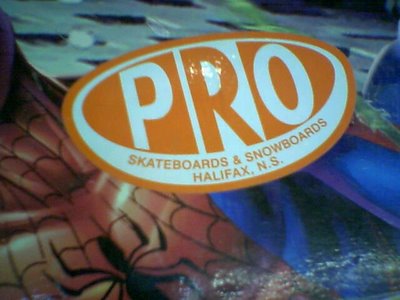 PRO
SKATEBOARDS & SNOWBOARDS
HALIFAX, N.S.